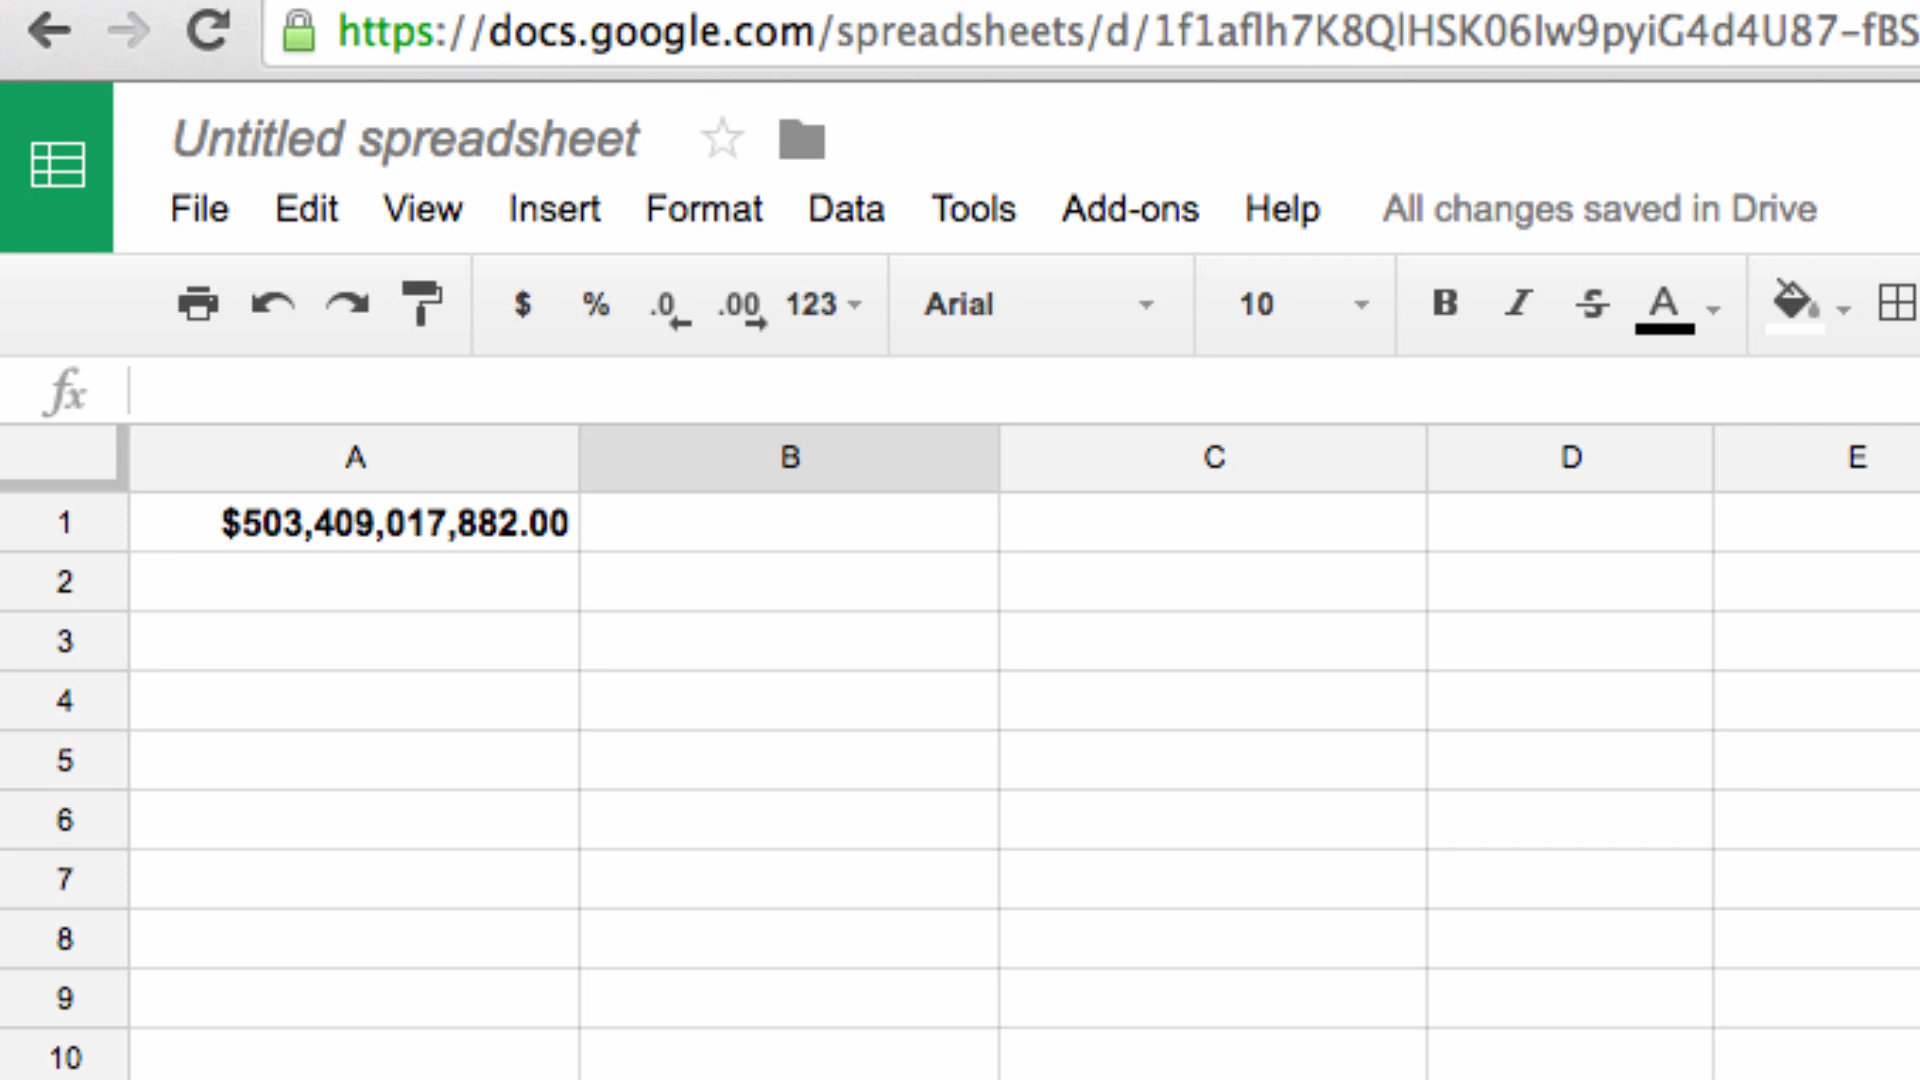 https://docs.google.com/spreadsheets/d/1f1aflh7K8QlHSK06Iw9pyiG4d4U87-fBS
Untitled spreadsheet
File Edit View Insert Format Data Tools Add-ons Help All changes saved in Drive
$ % .0 .00 123 Arial 10 B I S A
fx
A B C D E
1 $503,409,017,882.00
2
3
4
5
6
7
8
9
10